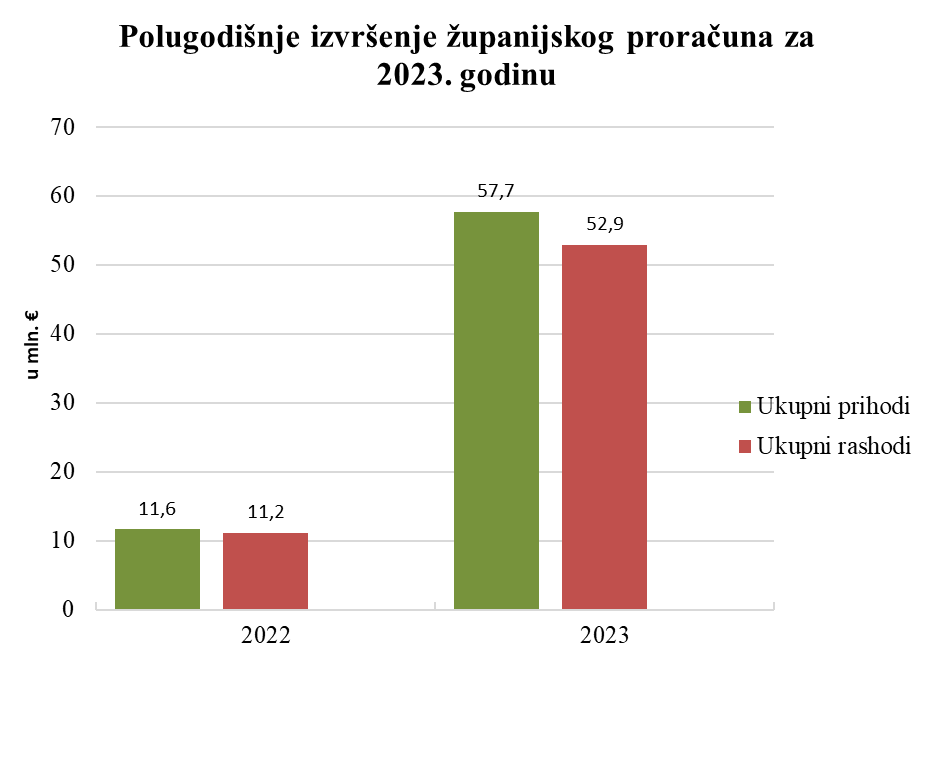 Polugodišnje izvršenje županijskog proračuna za
2023. godinu
u mln. €
70
60
50
40
30
20
10
0
11,6
11,2
57,7
52,9
2022
2023
Ukupni prihodi
Ukupni rashodi